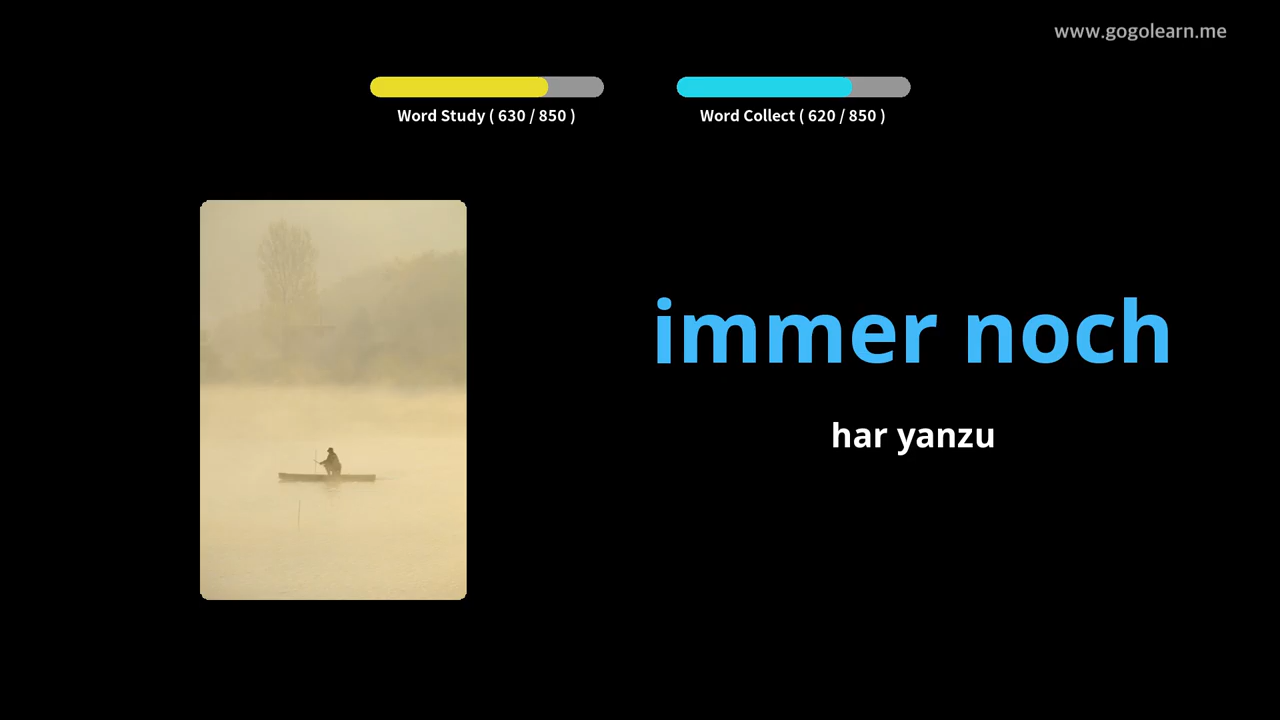 www.gogolearn.me
Word Study ( 630 / 850 )
Word Collect ( 620 / 850 )
immer noch
har yanzu